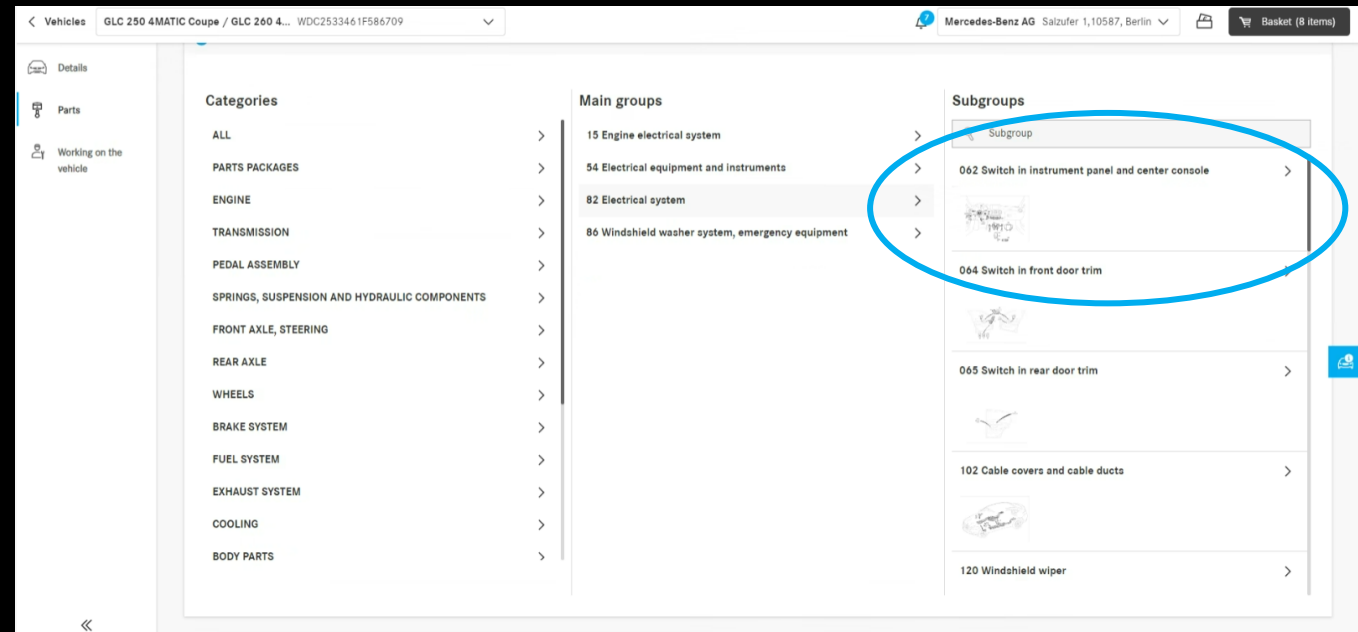 Vehicles GLC 250 4MATIC Coupe / GLC 260 4... WDC2533461F586709
7 Mercedes-Benz AG Salzufer 1,10587, Berlin
Basket (8 items)
Details
Parts
Working on the
vehicle
Categories
ALL
PARTS PACKAGES
ENGINE
TRANSMISSION
PEDAL ASSEMBLY
SPRINGS, SUSPENSION AND HYDRAULIC COMPONENTS
FRONT AXLE, STEERING
REAR AXLE
WHEELS
BRAKE SYSTEM
FUEL SYSTEM
EXHAUST SYSTEM
COOLING
BODY PARTS
Main groups
15 Engine electrical system
54 Electrical equipment and instruments
82 Electrical system
86 Windshield washer system, emergency equipment
Subgroups
Subgroup
062 Switch in instrument panel and center console
064 Switch in front door trim
065 Switch in rear door trim
102 Cable covers and cable ducts
120 Windshield wiper